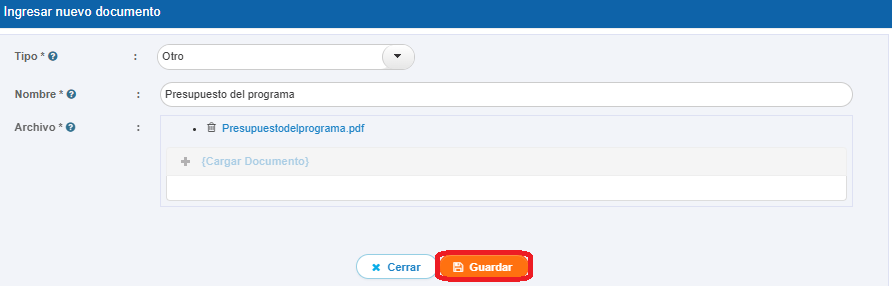 Ingresar nuevo documento
Tipo * :
Otro
Nombre * :
Presupuesto del programa
Archivo * :
Presupuestodelprograma.pdf
(Cargar Documento)
Cerrar
Guardar